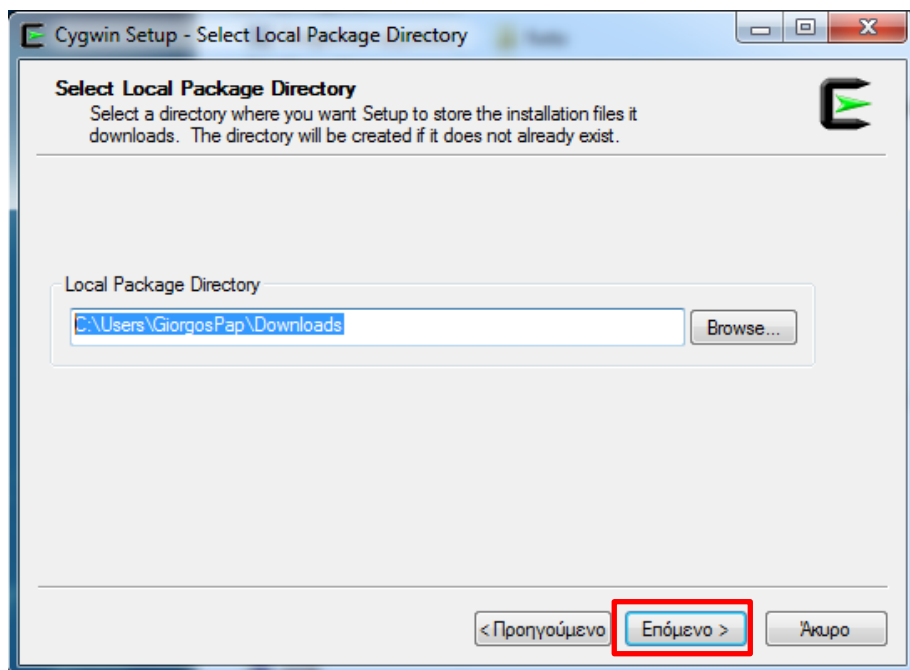 Cygwin Setup - Select Local Package Directory
Select Local Package Directory
Select a directory where you want Setup to store the installation files it
downloads. The directory will be created if it does not already exist.
Local Package Directory
C:\Users\GiorgosPap\Downloads
Browse...
< Προηγούμενο
Επόμενο >
Άκυρο